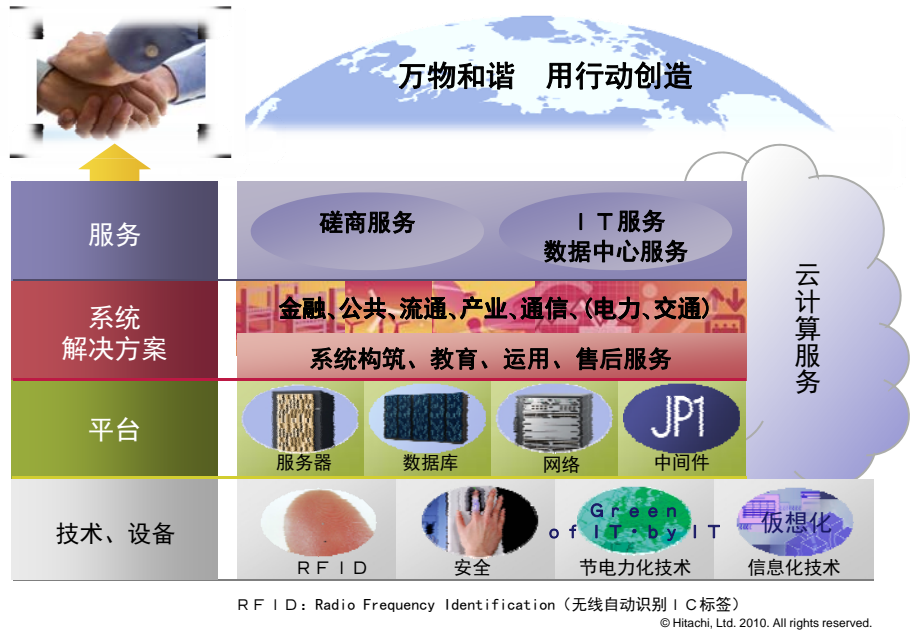 万物和谐　用行动创造
服务
磋商服务
ＩＴ服务
数据中心服务
系统
解决方案
金融、公共、流通、产业、通信、(电力、交通)
系统构筑、教育、运用、售后服务
云计算服务
平台
JP1
服务器
数据库
网络
中间件
技术、设备
Ｇｒｅｅｎ
ｏｆ ＩＴ・ｂｙ ＩＴ
仮想化
ＲＦＩＤ
安全
节电力化技术
信息化技术
ＲＦＩＤ：Radio Frequency Identification（无线自动识别ＩＣ标签）
© Hitachi, Ltd. 2010. All rights reserved.